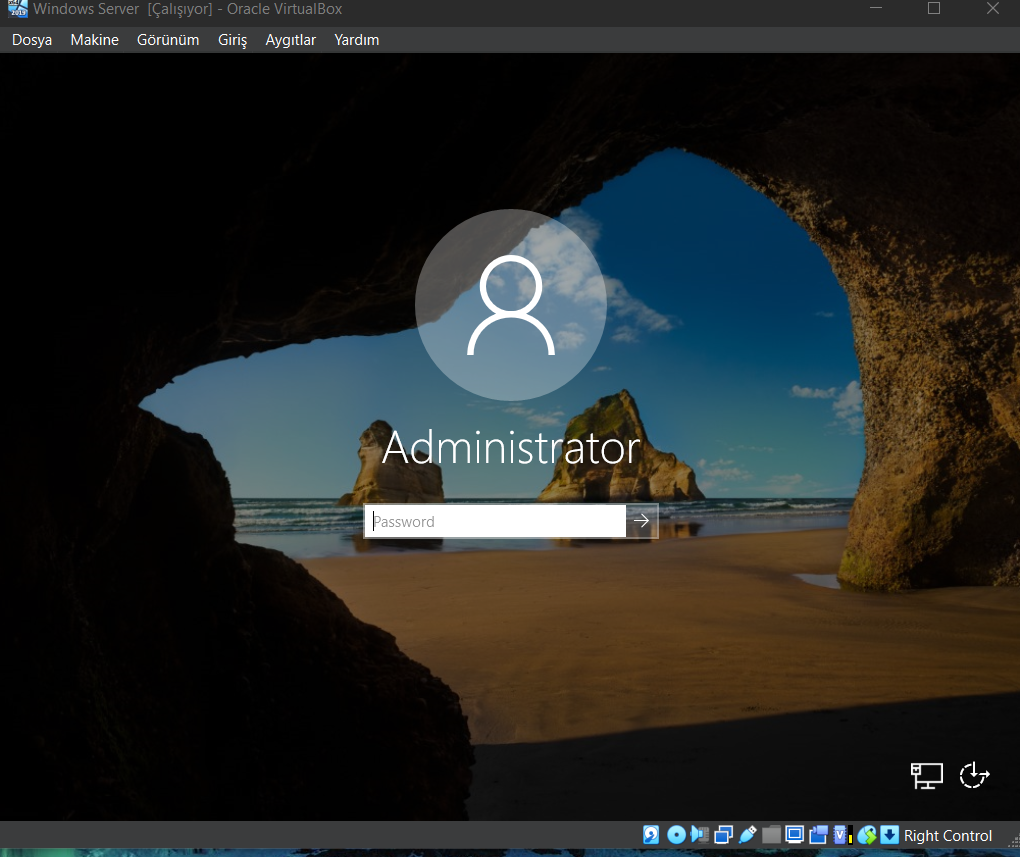 Windows Server [Çalışıyor] - Oracle VirtualBox
Dosya Makine Görünüm Giriş Aygıtlar Yardım
Administrator
Password
Right Control